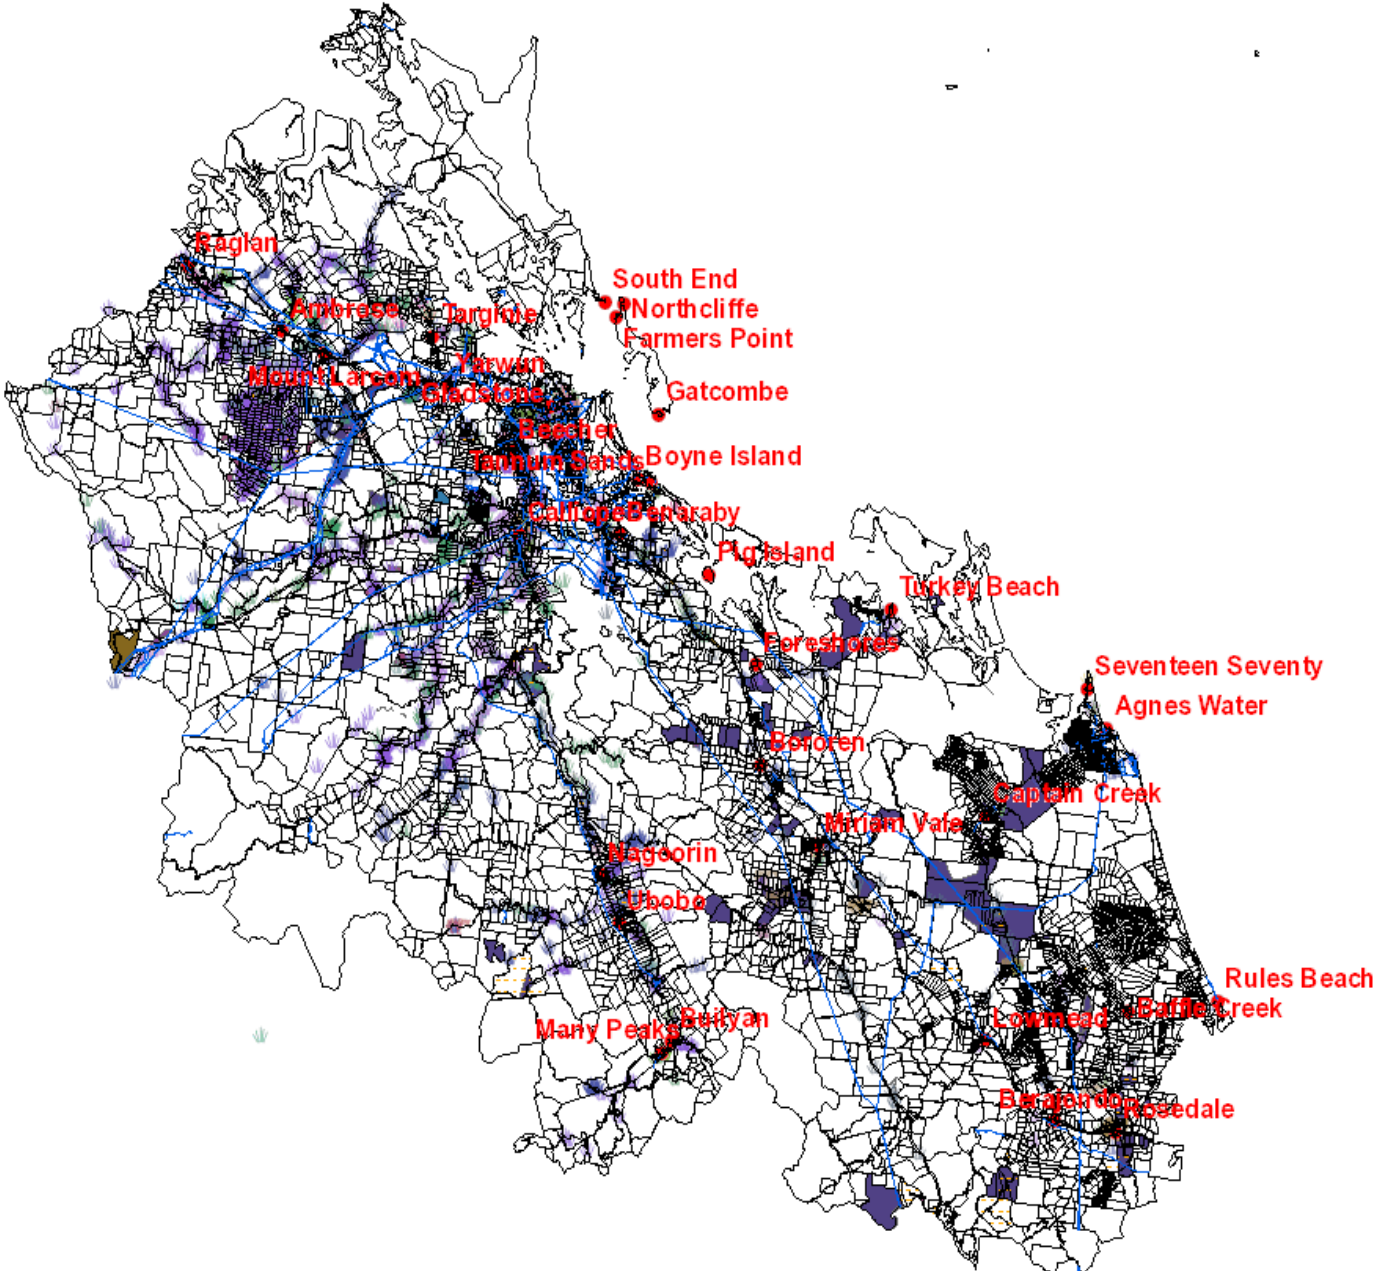 Raglan
South End
Ambrose
Targinie
Northcliffe
Farmers Point
Yarwun
Mount Larcom
Gladstone
Gatcombe
Beecher
Tannum Sands
Boyne Island
Calliope
Benaraby
Pig Island
Turkey Beach
Foreshores
Seventeen Seventy
Agnes Water
Bororen
Captain Creek
Miriam Vale
Nagoorin
Ubobo
Rules Beach
Baffle Creek
Lowmead
Builyan
Many Peaks
Berajondo
Rosedale